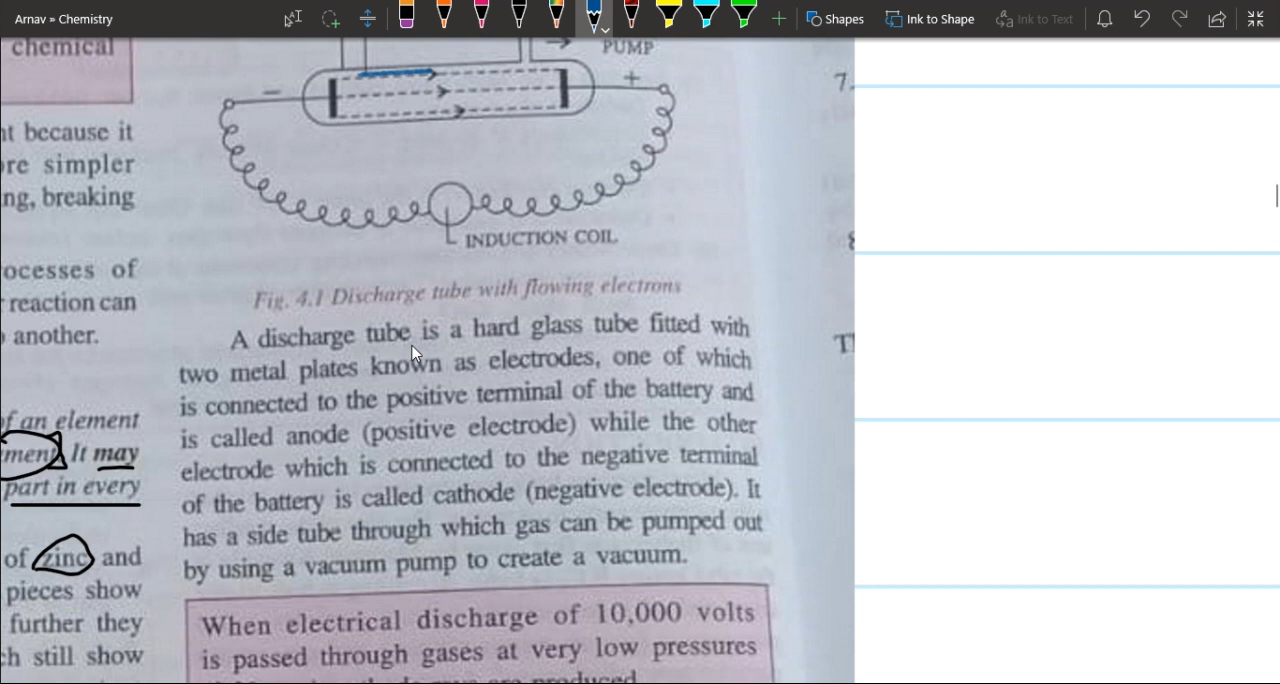 Arnav » Chemistry
Shapes
Ink to Shape
Ink to Text
chemical
because it
simpler
breaking
of
reaction can
another.
of an element
It may
part in every
of zinc and
pieces show
further they
still show
PUMP
−
+
INDUCTION COIL
Fig. 4.1 Discharge tube with flowing electrons
A discharge tube is a hard glass tube fitted with
two metal plates known as electrodes, one of which
is connected to the positive terminal of the battery and
is called anode (positive electrode) while the other
electrode which is connected to the negative terminal
of the battery is called cathode (negative electrode). It
has a side tube through which gas can be pumped out
by using a vacuum pump to create a vacuum.
When electrical discharge of 10,000 volts
is passed through gases at very low pressures
produced
7.